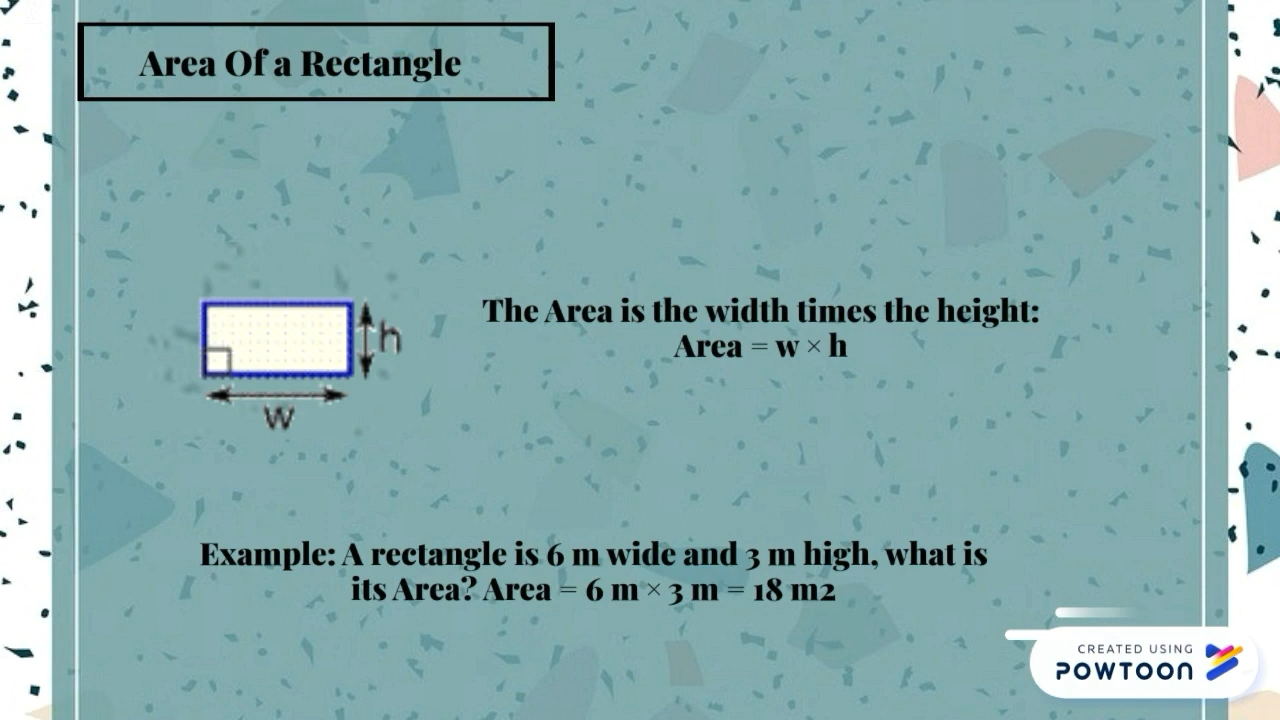 Area Of a Rectangle
The Area is the width times the height:
Area = w × h
h
w
Example: A rectangle is 6 m wide and 3 m high, what is
its Area? Area = 6 m × 3 m = 18 m2
CREATED USING
POWTOON